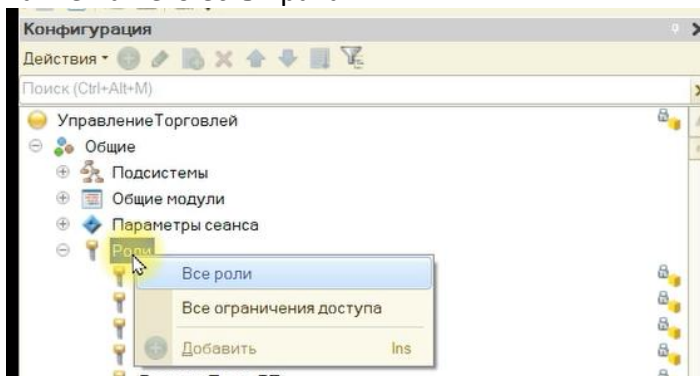 Конфигурация
Действия
Поиск (Ctrl+Alt+M)
УправлениеТорговлей
Общие
Подсистемы
Общие модули
Параметры сеанса
Роли
Все роли
Все ограничения доступа
Добавить Ins